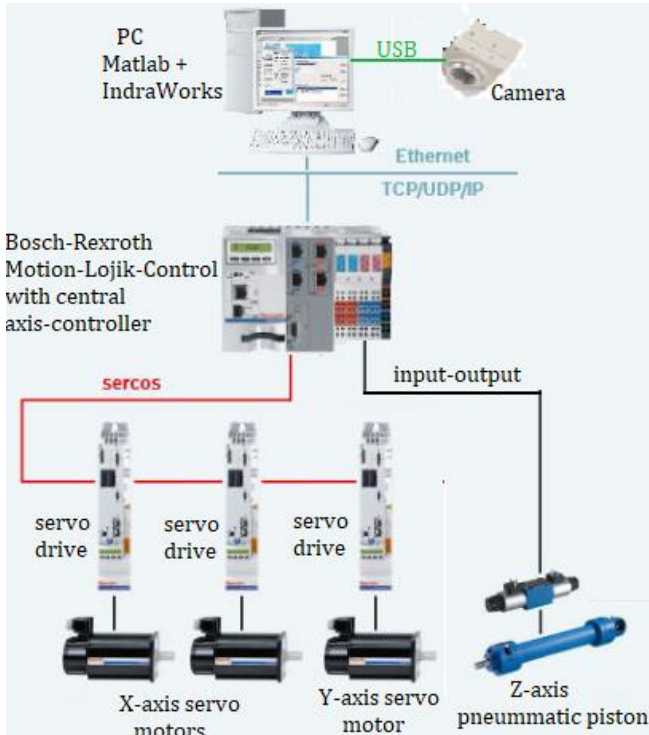 PC
Matlab +
IndraWorks
USB
Camera
Ethernet
TCP/UDP/IP
Bosch-Rexroth
Motion-Lojik-Control
with central
axis-controller
sercos
input-output
servo
drive
servo
drive
servo
drive
X-axis servo
motors
Y-axis servo
motor
Z-axis
pneummatic piston